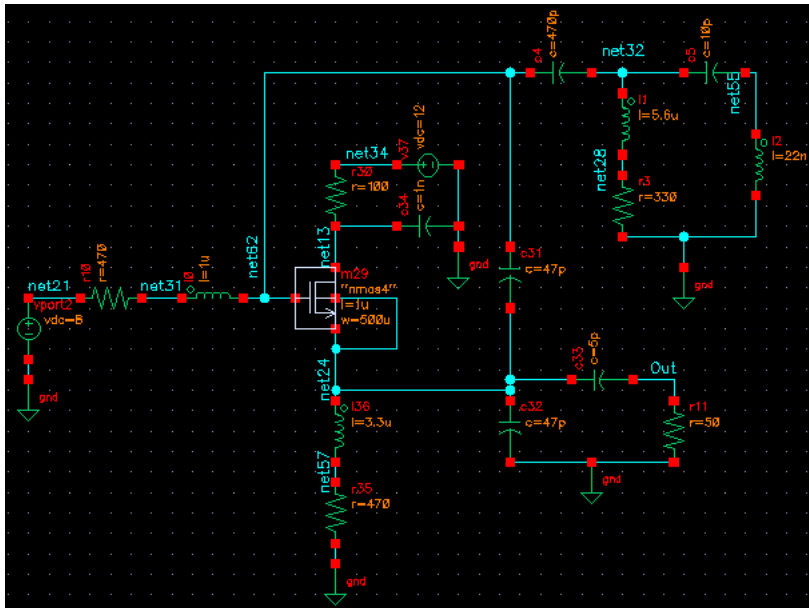 c4
c=470p
net32
c5
c=10p
net55
l1
l=5.6u
l2
l=22n
net28
r3
r=330
gnd
net34
v37
vdc=12
r30
r=100
c34
c=1n
net13
gnd
net62
c31
c=47p
net21
r10
r=470
net31
l0
l=1u
m29
"nmos4"
l=1u
w=500u
vport2
vdc=B
gnd
net24
c33
c=5p
Out
l36
l=3.3u
c32
c=47p
r11
r=50
net57
r35
r=470
gnd
gnd